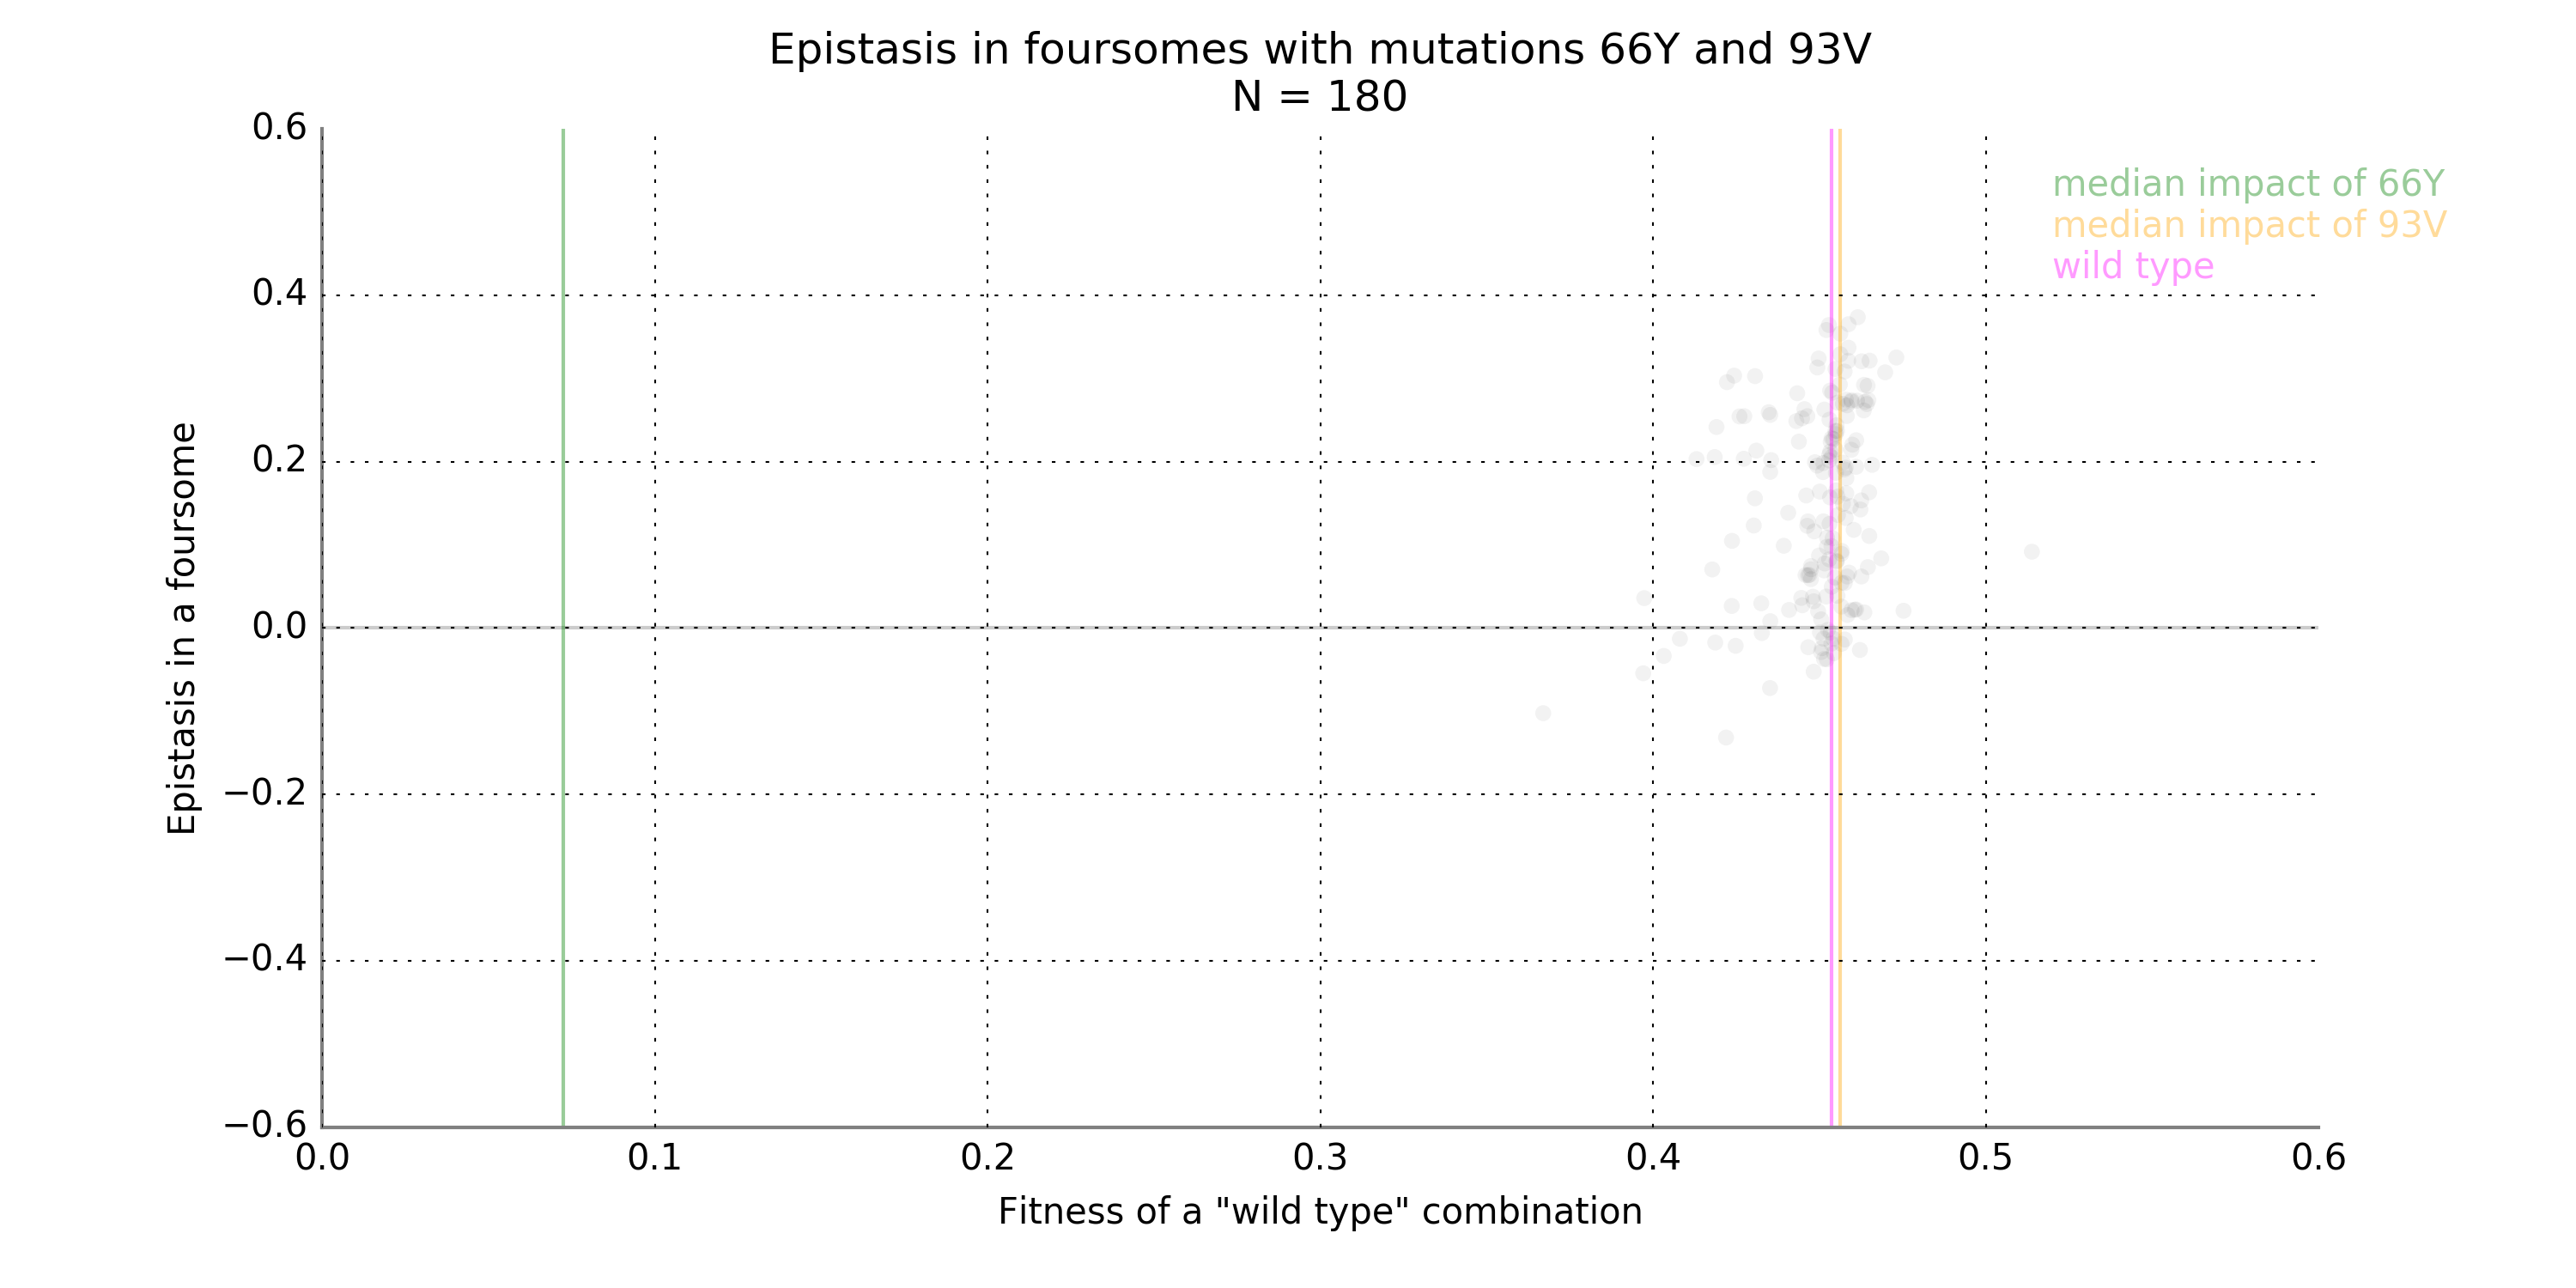 Epistasis in foursomes with mutations 66Y and 93V
N = 180
median impact of 66Y
median impact of 93V
wild type
Epistasis in a foursome
0.6
0.4
0.2
0.0
−0.2
−0.4
−0.6
0.0 0.1 0.2 0.3 0.4 0.5 0.6
Fitness of a "wild type" combination